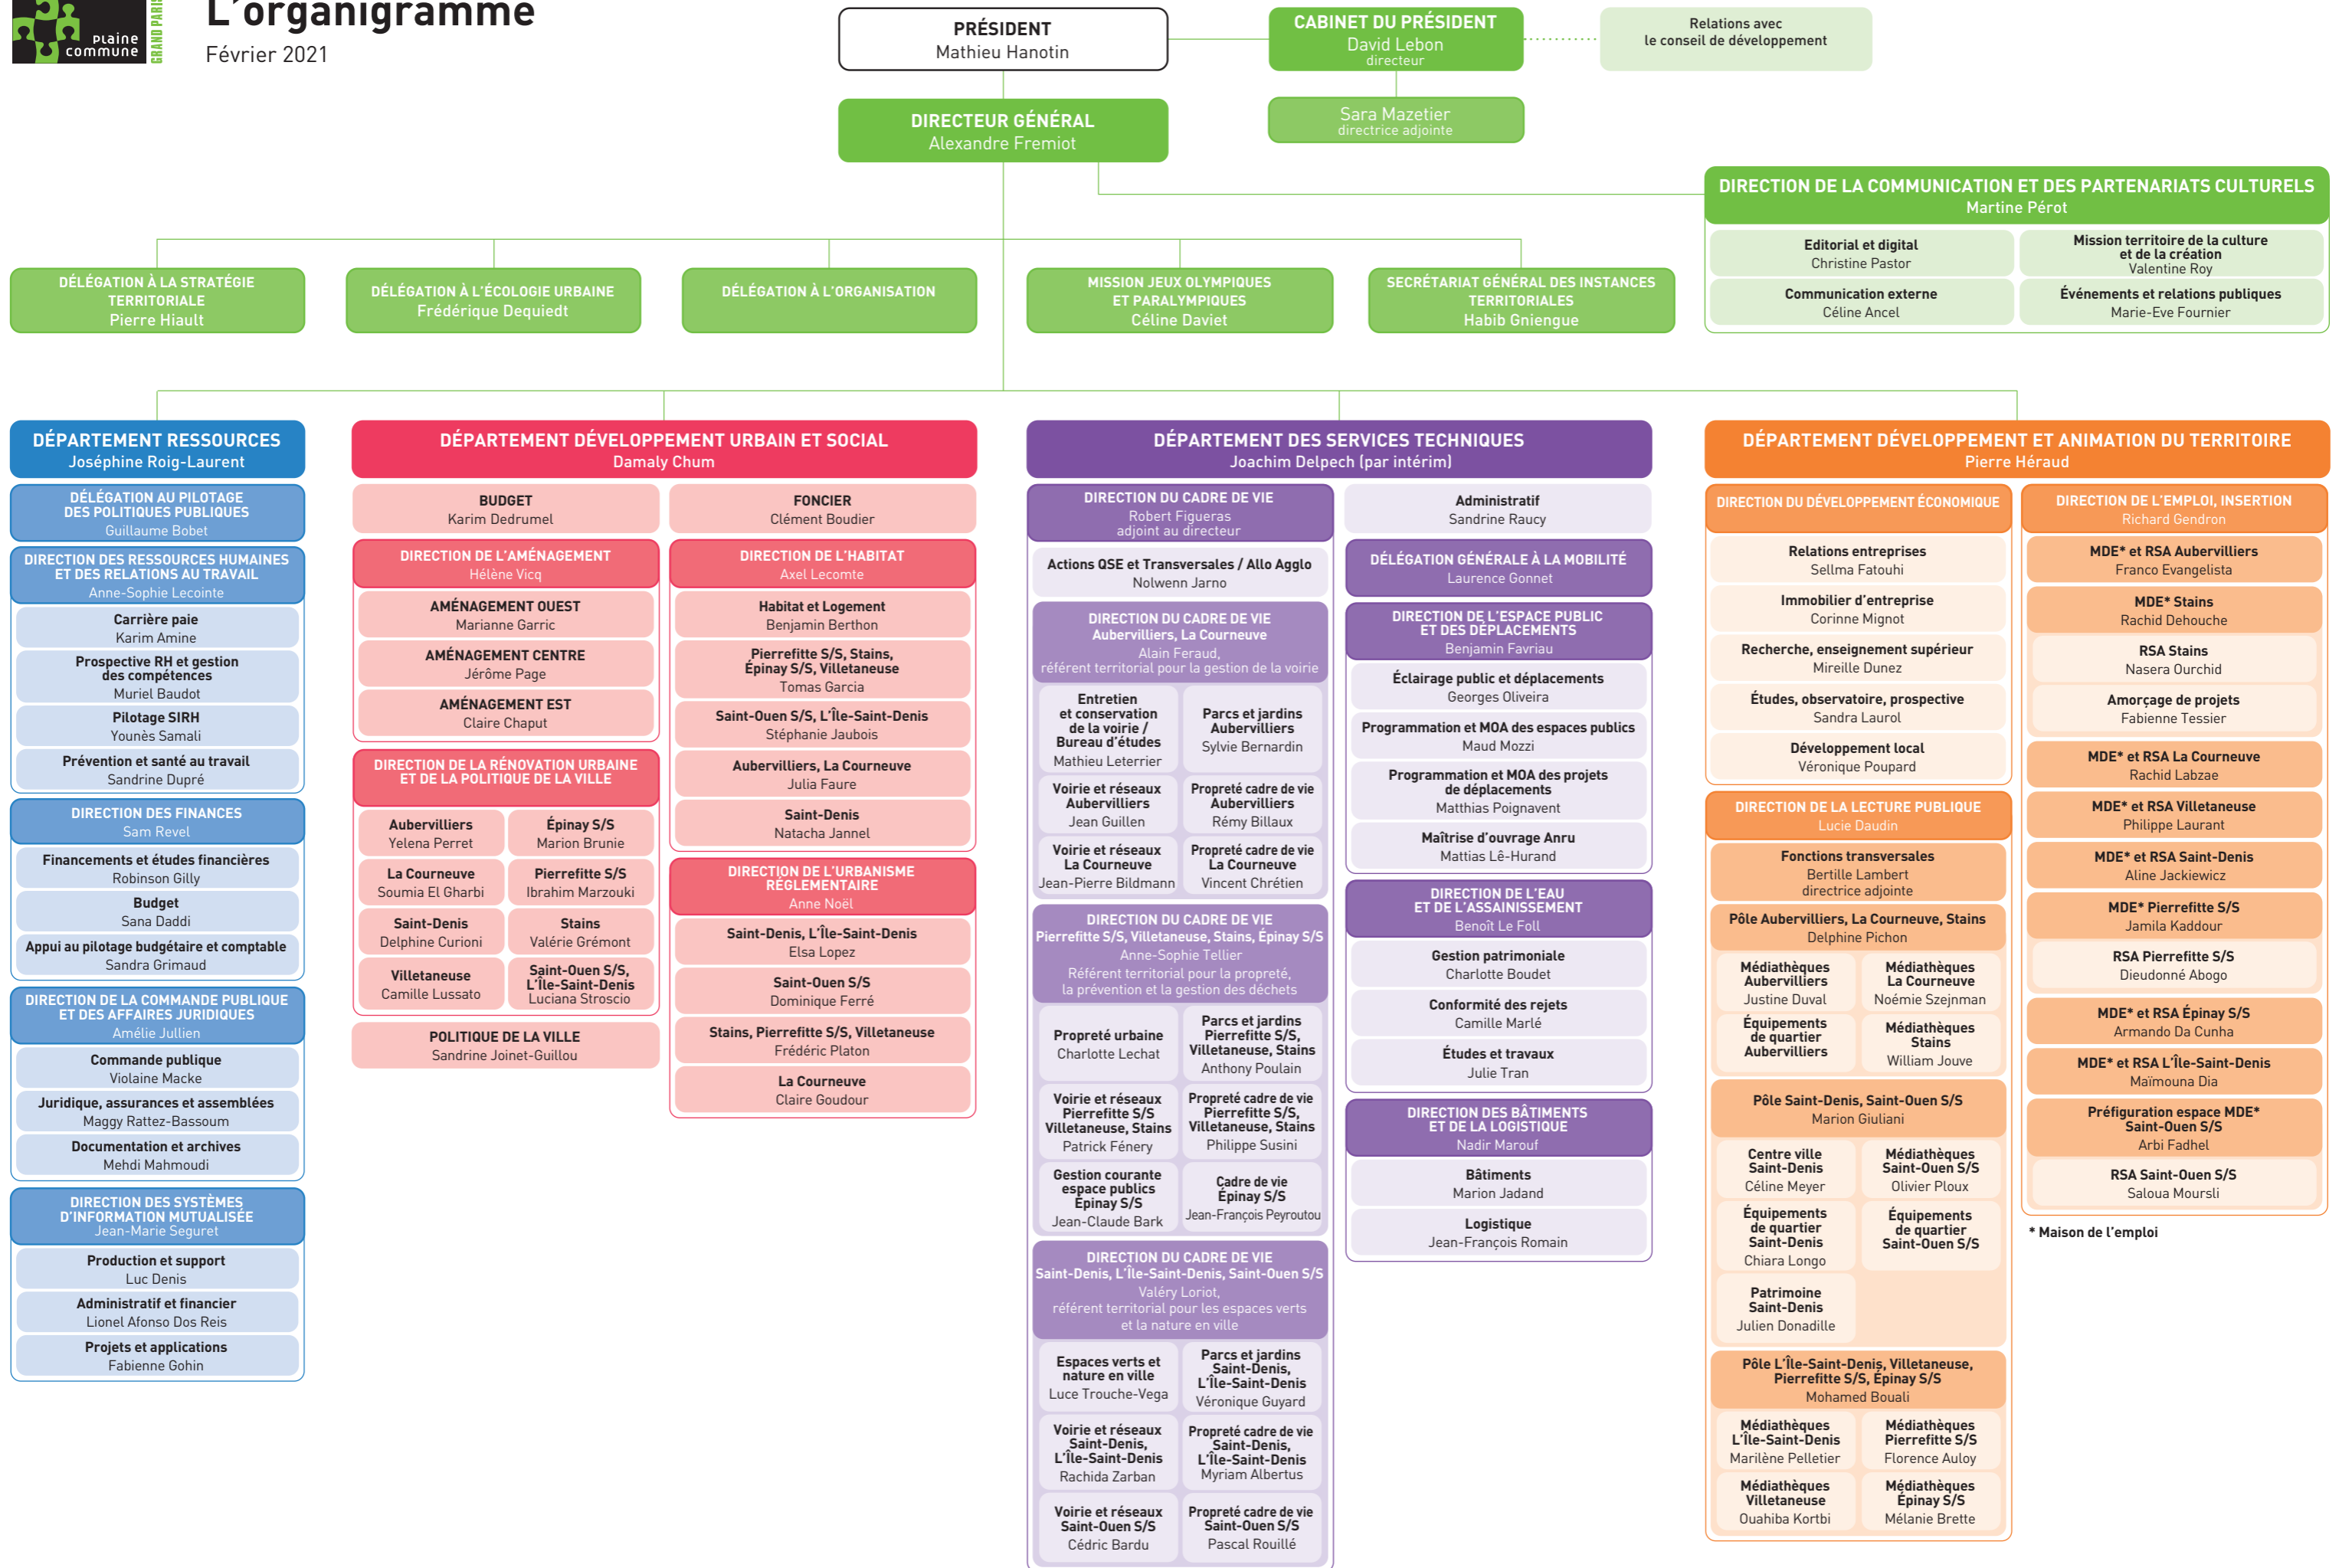 PLaine
commune
GRAND PARIS
L'organigramme
Février 2021
PRÉSIDENT
Mathieu Hanotin
CABINET DU PRÉSIDENT
David Lebon
directeur
Relations avec
le conseil de développement
Sara Mazetier
directrice adjointe
DIRECTEUR GÉNÉRAL
Alexandre Fremiot
DIRECTION DE LA COMMUNICATION ET DES PARTENARIATS CULTURELS
Martine Pérot
Editorial et digital
Christine Pastor
Mission territoire de la culture
et de la création
Valentine Roy
Communication externe
Céline Ancel
Événements et relations publiques
Marie-Eve Fournier
DÉLÉGATION À LA STRATÉGIE
TERRITORIALE
Pierre Hiault
DÉLÉGATION À L'ÉCOLOGIE URBAINE
Frédérique Dequiedt
DÉLÉGATION À L'ORGANISATION
MISSION JEUX OLYMPIQUES
ET PARALYMPIQUES
Céline Daviet
SECRÉTARIAT GÉNÉRAL DES INSTANCES
TERRITORIALES
Habib Gniengue
DÉPARTEMENT RESSOURCES
Joséphine Roig-Laurent
DÉLÉGATION AU PILOTAGE
DES POLITIQUES PUBLIQUES
Guillaume Bobet
DIRECTION DES RESSOURCES HUMAINES
ET DES RELATIONS AU TRAVAIL
Anne-Sophie Lecointe
Carrière paie
Karim Amine
Prospective RH et gestion
des compétences
Muriel Baudot
Pilotage SIRH
Younès Samali
Prévention et santé au travail
Sandrine Dupré
DIRECTION DES FINANCES
Sam Revel
Financements et études financières
Robinson Gilly
Budget
Sana Daddi
Appui au pilotage budgétaire et comptable
Sandra Grimaud
DIRECTION DE LA COMMANDE PUBLIQUE
ET DES AFFAIRES JURIDIQUES
Amélie Jullien
Commande publique
Violaine Macke
Juridique, assurances et assemblées
Maggy Rattez-Bassoum
Documentation et archives
Mehdi Mahmoudi
DIRECTION DES SYSTÈMES
D'INFORMATION MUTUALISÉE
Jean-Marie Seguret
Production et support
Luc Denis
Administratif et financier
Lionel Afonso Dos Reis
Projets et applications
Fabienne Gohin
DÉPARTEMENT DÉVELOPPEMENT URBAIN ET SOCIAL
Damaly Chum
BUDGET
Karim Dedrumel
DIRECTION DE L'AMÉNAGEMENT
Hélène Vicq
AMÉNAGEMENT OUEST
Marianne Garric
AMÉNAGEMENT CENTRE
Jérôme Page
AMÉNAGEMENT EST
Claire Chaput
DIRECTION DE LA RÉNOVATION URBAINE
ET DE LA POLITIQUE DE LA VILLE
Aubervilliers
Yelena Perret
Épinay S/S
Marion Brunie
La Courneuve
Soumia El Gharbi
Pierrefitte S/S
Ibrahim Marzouki
Saint-Denis
Delphine Curioni
Stains
Valérie Grémont
Villetaneuse
Camille Lussato
Saint-Ouen S/S,
L'Île-Saint-Denis
Luciana Stroscio
POLITIQUE DE LA VILLE
Sandrine Joinet-Guillou
FONCIER
Clément Boudier
DIRECTION DE L'HABITAT
Axel Lecomte
Habitat et Logement
Benjamin Berthon
Pierrefitte S/S, Stains,
Épinay S/S, Villetaneuse
Tomas Garcia
Saint-Ouen S/S, L'Île-Saint-Denis
Stéphanie Jaubois
Aubervilliers, La Courneuve
Julia Faure
Saint-Denis
Natacha Jannel
DIRECTION DE L'URBANISME
RÉGLEMENTAIRE
Anne Noël
Saint-Denis, L'Île-Saint-Denis
Elsa Lopez
Saint-Ouen S/S
Dominique Ferré
Stains, Pierrefitte S/S, Villetaneuse
Frédéric Platon
La Courneuve
Claire Goudour
DÉPARTEMENT DES SERVICES TECHNIQUES
Joachim Delpech (par intérim)
DIRECTION DU CADRE DE VIE
Robert Figueras
adjoint au directeur
Actions QSE et Transversales / Allo Agglo
Nolwenn Jarno
DIRECTION DU CADRE DE VIE
Aubervilliers, La Courneuve
Alain Feraud,
référent territorial pour la gestion de la voirie
Entretien
et conservation
de la voirie /
Bureau d'études
Mathieu Leterrier
Parcs et jardins
Aubervilliers
Sylvie Bernardin
Voirie et réseaux
Aubervilliers
Jean Guillen
Propreté cadre de vie
Aubervilliers
Rémy Billaux
Voirie et réseaux
La Courneuve
Jean-Pierre Bildmann
Propreté cadre de vie
La Courneuve
Vincent Chrétien
DIRECTION DU CADRE DE VIE
Pierrefitte S/S, Villetaneuse, Stains, Épinay S/S
Anne-Sophie Tellier
Référent territorial pour la propreté,
la prévention et la gestion des déchets
Propreté urbaine
Charlotte Lechat
Parcs et jardins
Pierrefitte S/S,
Villetaneuse, Stains
Anthony Poulain
Voirie et réseaux
Pierrefitte S/S
Villetaneuse, Stains
Patrick Fénery
Propreté cadre de vie
Pierrefitte S/S,
Villetaneuse, Stains
Philippe Susini
Gestion courante
espace publics
Épinay S/S
Jean-Claude Bark
Cadre de vie
Épinay S/S
Jean-François Peyroutou
DIRECTION DU CADRE DE VIE
Saint-Denis, L'Île-Saint-Denis, Saint-Ouen S/S
Valéry Loriot,
référent territorial pour les espaces verts
et la nature en ville
Espaces verts et
nature en ville
Luce Trouche-Vega
Parcs et jardins
Saint-Denis,
L'Île-Saint-Denis
Véronique Guyard
Voirie et réseaux
Saint-Denis,
L'Île-Saint-Denis
Rachida Zarban
Propreté cadre de vie
Saint-Denis,
L'Île-Saint-Denis
Myriam Albertus
Voirie et réseaux
Saint-Ouen S/S
Cédric Bardu
Propreté cadre de vie
Saint-Ouen S/S
Pascal Rouillé
Administratif
Sandrine Raucy
DÉLÉGATION GÉNÉRALE À LA MOBILITÉ
Laurence Gonnet
DIRECTION DE L'ESPACE PUBLIC
ET DES DÉPLACEMENTS
Benjamin Favriau
Éclairage public et déplacements
Georges Oliveira
Programmation et MOA des espaces publics
Maud Mozzi
Programmation et MOA des projets
de déplacements
Matthias Poignavent
Maîtrise d'ouvrage Anru
Mattias Lê-Hurand
DIRECTION DE L'EAU
ET DE L'ASSAINISSEMENT
Benoît Le Foll
Gestion patrimoniale
Charlotte Boudet
Conformité des rejets
Camille Marlé
Études et travaux
Julie Tran
DIRECTION DES BÂTIMENTS
ET DE LA LOGISTIQUE
Nadir Marouf
Bâtiments
Marion Jadand
Logistique
Jean-François Romain
DÉPARTEMENT DÉVELOPPEMENT ET ANIMATION DU TERRITOIRE
Pierre Héraud
DIRECTION DU DÉVELOPPEMENT ÉCONOMIQUE
Relations entreprises
Sellma Fatouhi
Immobilier d'entreprise
Corinne Mignot
Recherche, enseignement supérieur
Mireille Dunez
Études, observatoire, prospective
Sandra Laurol
Développement local
Véronique Poupard
DIRECTION DE LA LECTURE PUBLIQUE
Lucie Daudin
Fonctions transversales
Bertille Lambert
directrice adjointe
Pôle Aubervilliers, La Courneuve, Stains
Delphine Pichon
Médiathèques
Aubervilliers
Justine Duval
Médiathèques
La Courneuve
Noémie Szejnman
Équipements
de quartier
Aubervilliers
Médiathèques
Stains
William Jouve
Pôle Saint-Denis, Saint-Ouen S/S
Marion Giuliani
Centre ville
Saint-Denis
Céline Meyer
Médiathèques
Saint-Ouen S/S
Olivier Ploux
Équipements
de quartier
Saint-Denis
Chiara Longo
Équipements
de quartier
Saint-Ouen S/S
Patrimoine
Saint-Denis
Julien Donadille
Pôle L'Île-Saint-Denis, Villetaneuse,
Pierrefitte S/S, Épinay S/S
Mohamed Bouali
Médiathèques
L'Île-Saint-Denis
Marilène Pelletier
Médiathèques
Pierrefitte S/S
Florence Auloy
Médiathèques
Villetaneuse
Ouahiba Kortbi
Médiathèques
Épinay S/S
Mélanie Brette
DIRECTION DE L'EMPLOI, INSERTION
Richard Gendron
MDE* et RSA Aubervilliers
Franco Evangelista
MDE* Stains
Rachid Dehouche
RSA Stains
Nasera Ourchid
Amorçage de projets
Fabienne Tessier
MDE* et RSA La Courneuve
Rachid Labzae
MDE* et RSA Villetaneuse
Philippe Laurant
MDE* et RSA Saint-Denis
Aline Jackiewicz
MDE* Pierrefitte S/S
Jamila Kaddour
RSA Pierrefitte S/S
Dieudonné Abogo
MDE* et RSA Épinay S/S
Armando Da Cunha
MDE* et RSA L'Île-Saint-Denis
Maïmouna Dia
Préfiguration espace MDE*
Saint-Ouen S/S
Arbi Fadhel
RSA Saint-Ouen S/S
Saloua Moursli
* Maison de l'emploi